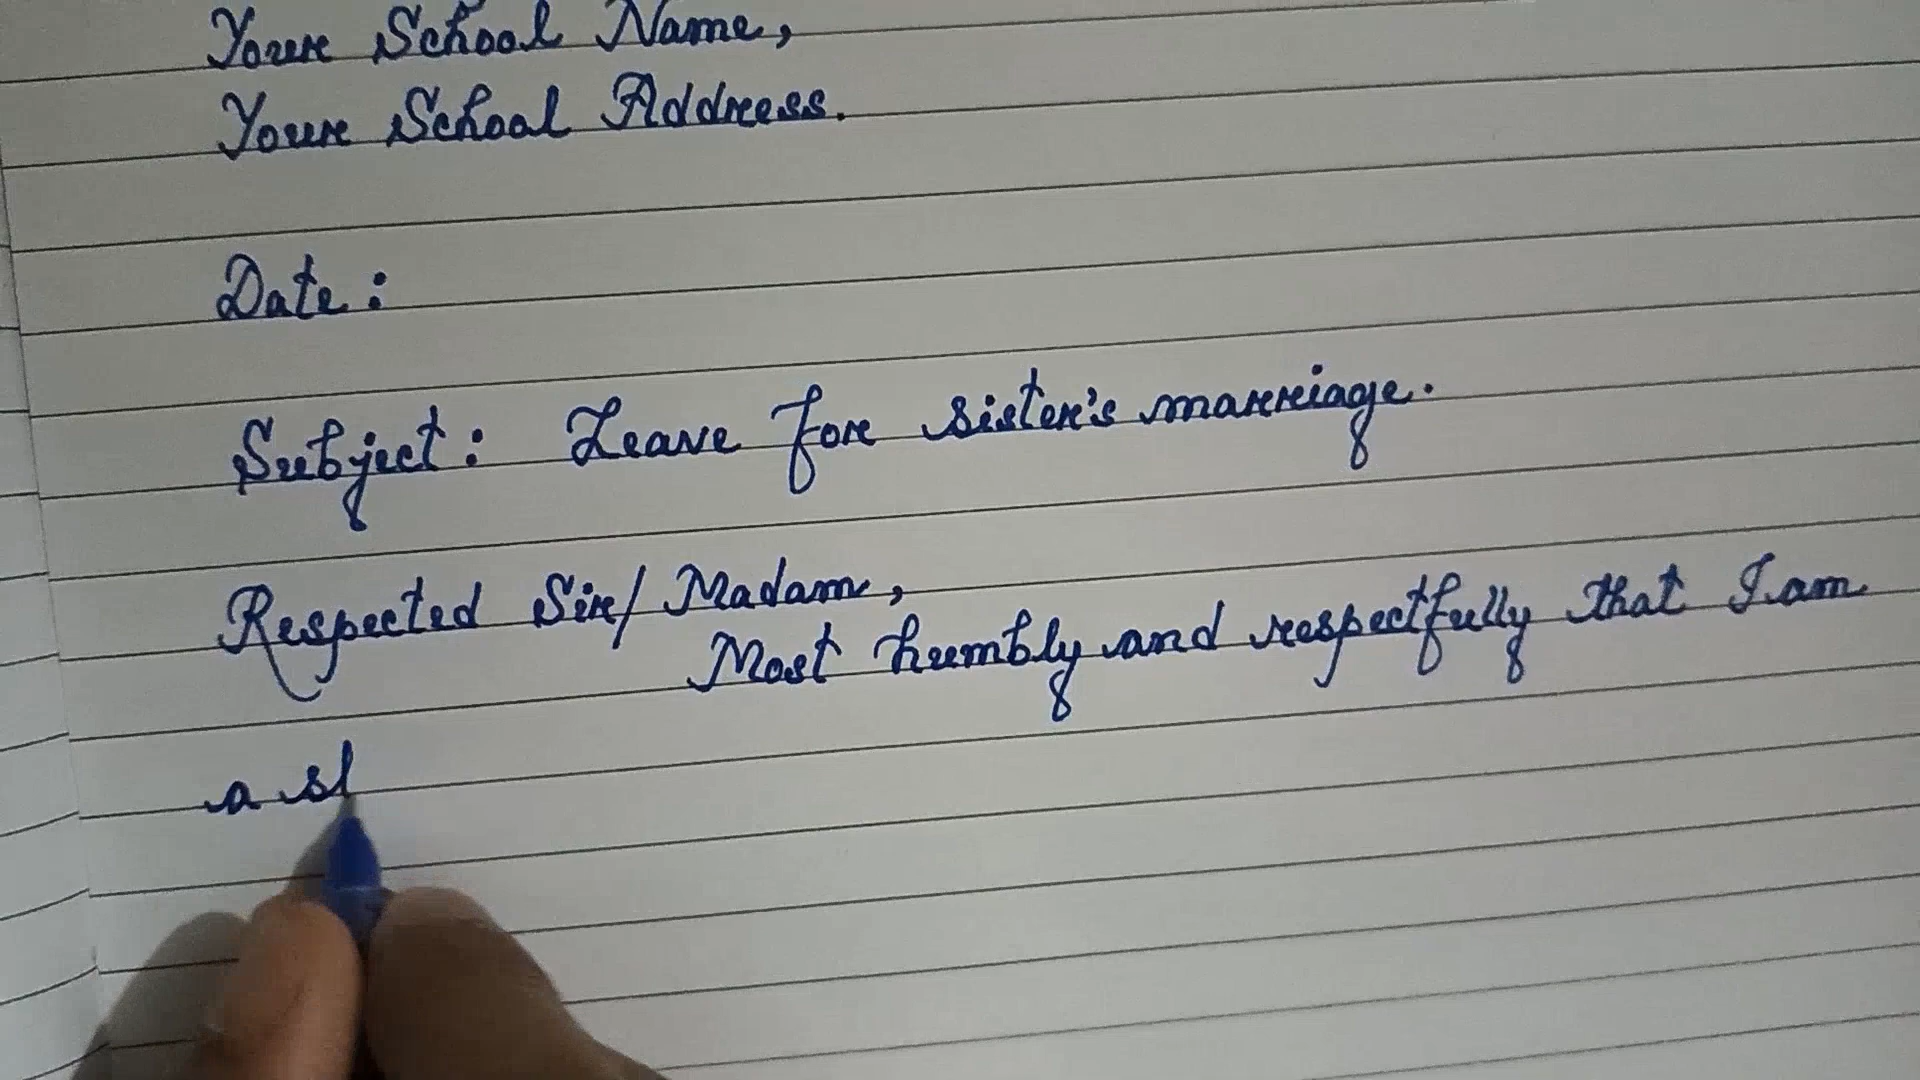 Your School Name,
Your School Address.
Date:
Subject: Leave for sister's marriage.
Respected Sir/Madam,
Most humbly and respectfully that I am
a st